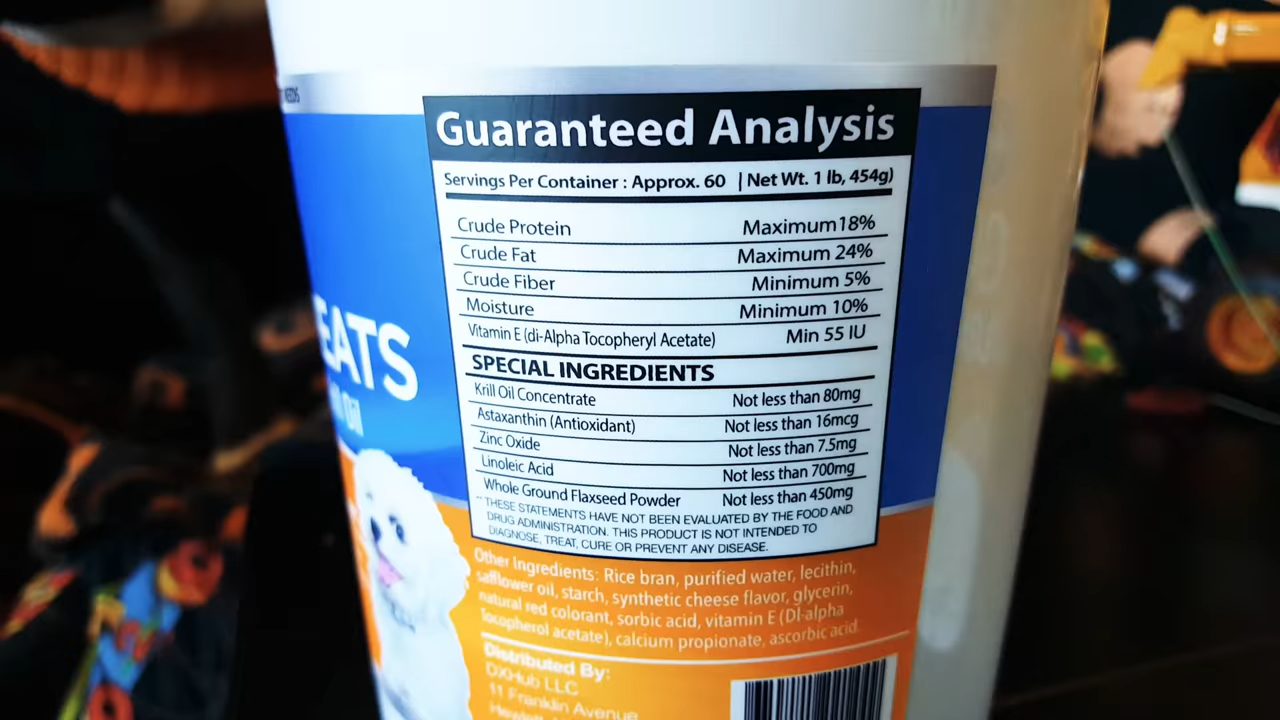 NEEDS
Guaranteed Analysis
Servings Per Container : Approx. 60 | Net Wt. 1 lb, 454g)
Crude Protein Maximum18%
Crude Fat Maximum 24%
Crude Fiber Minimum 5%
Moisture Minimum 10%
Vitamin E (di-Alpha Tocopheryl Acetate) Min 55 IU
SPECIAL INGREDIENTS
Krill Oil Concentrate Not less than 80mg
Astaxanthin (Antioxidant) Not less than 16mcg
Zinc Oxide Not less than 7.5mg
Linoleic Acid Not less than 700mg
Whole Ground Flaxseed Powder Not less than 450mg
**THESE STATEMENTS HAVE NOT BEEN EVALUATED BY THE FOOD AND
DRUG ADMINISTRATION. THIS PRODUCT IS NOT INTENDED TO
DIAGNOSE, TREAT, CURE OR PREVENT ANY DISEASE.
EATS
Oil
Other Ingredients: Rice bran, purified water, lecithin,
safflower oil, starch, synthetic cheese flavor, glycerin,
natural red colorant, sorbic acid, vitamin E (Dl-alpha
Tocopherol acetate), calcium propionate, ascorbic acid.
Distributed By:
DXHub LLC
11 Franklin Avenue